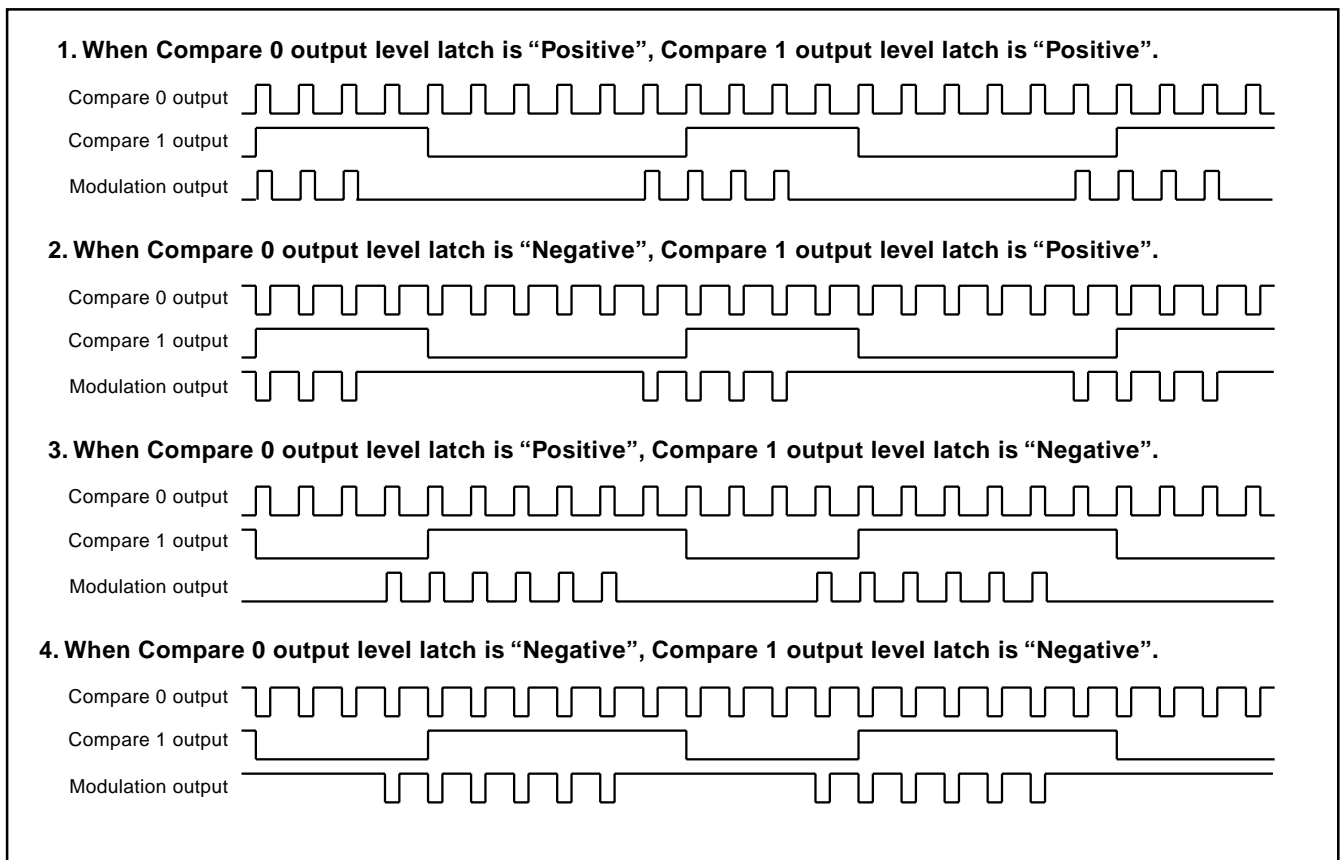 1. When Compare 0 output level latch is “Positive”, Compare 1 output level latch is “Positive”.
Compare 0 output
Compare 1 output
Modulation output
2. When Compare 0 output level latch is “Negative”, Compare 1 output level latch is “Positive”.
Compare 0 output
Compare 1 output
Modulation output
3. When Compare 0 output level latch is “Positive”, Compare 1 output level latch is “Negative”.
Compare 0 output
Compare 1 output
Modulation output
4. When Compare 0 output level latch is “Negative”, Compare 1 output level latch is “Negative”.
Compare 0 output
Compare 1 output
Modulation output